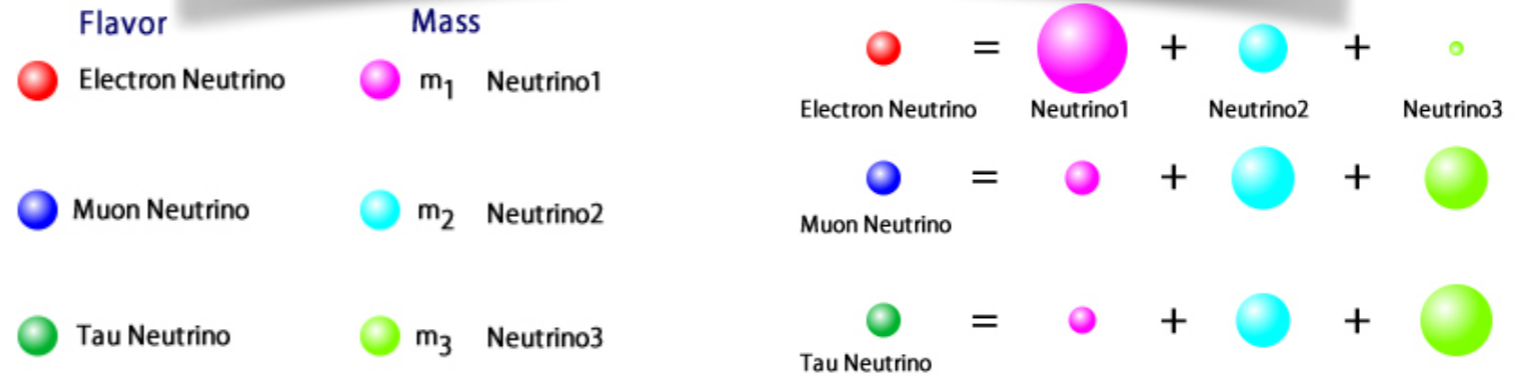 Flavor Mass
Electron Neutrino m1 Neutrino1
Muon Neutrino m2 Neutrino2
Tau Neutrino m3 Neutrino3
= + +
Electron Neutrino Neutrino1 Neutrino2 Neutrino3
= + +
Muon Neutrino
= + +
Tau Neutrino